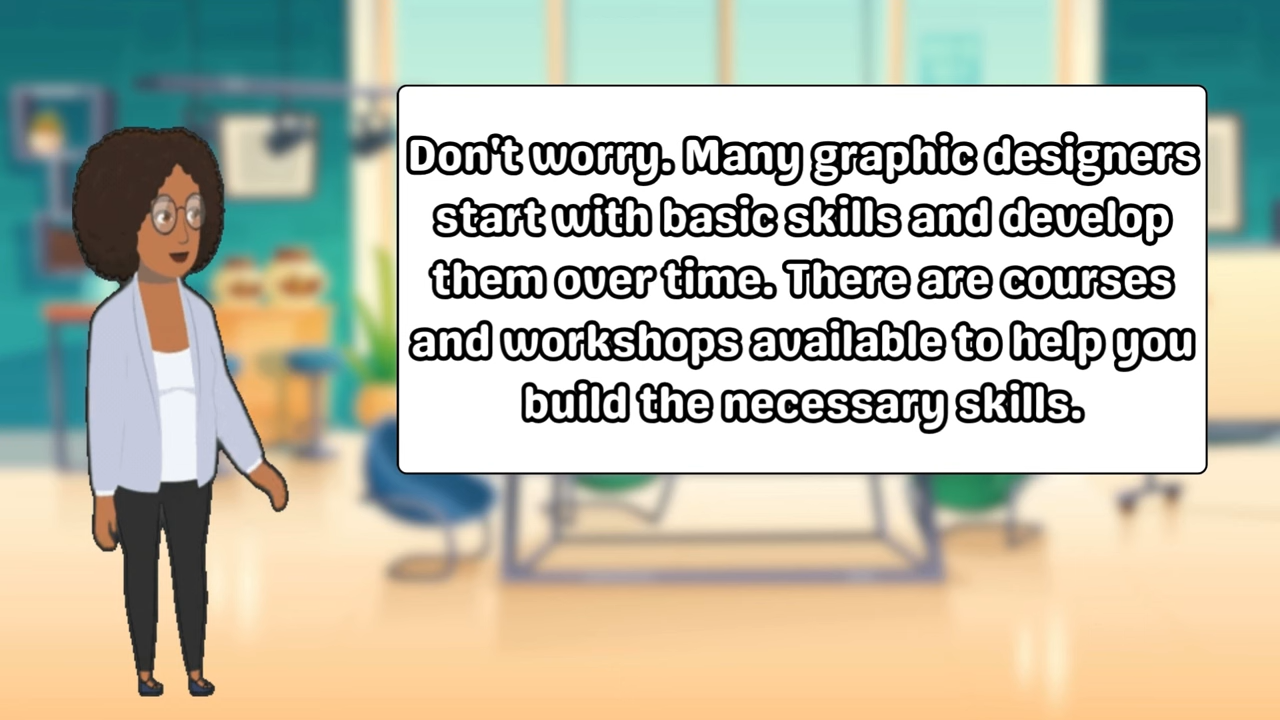 Don't worry. Many graphic designers
start with basic skills and develop
them over time. There are courses
and workshops available to help you
build the necessary skills.